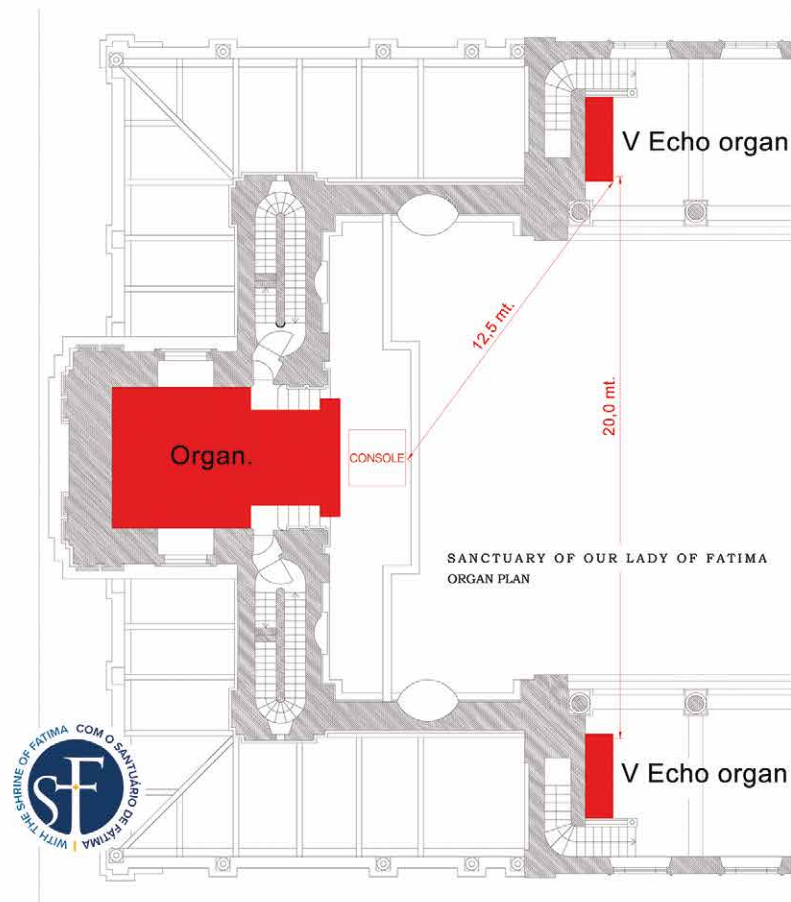 V Echo organ
12,5 mt.
20,0 mt.
Organ.
CONSOLE
SANCTUARY OF OUR LADY OF FATIMA
ORGAN PLAN
V Echo organ
SF
WITH THE SHRINE OF FATIMA COM O SANTUÁRIO DE FÁTIMA